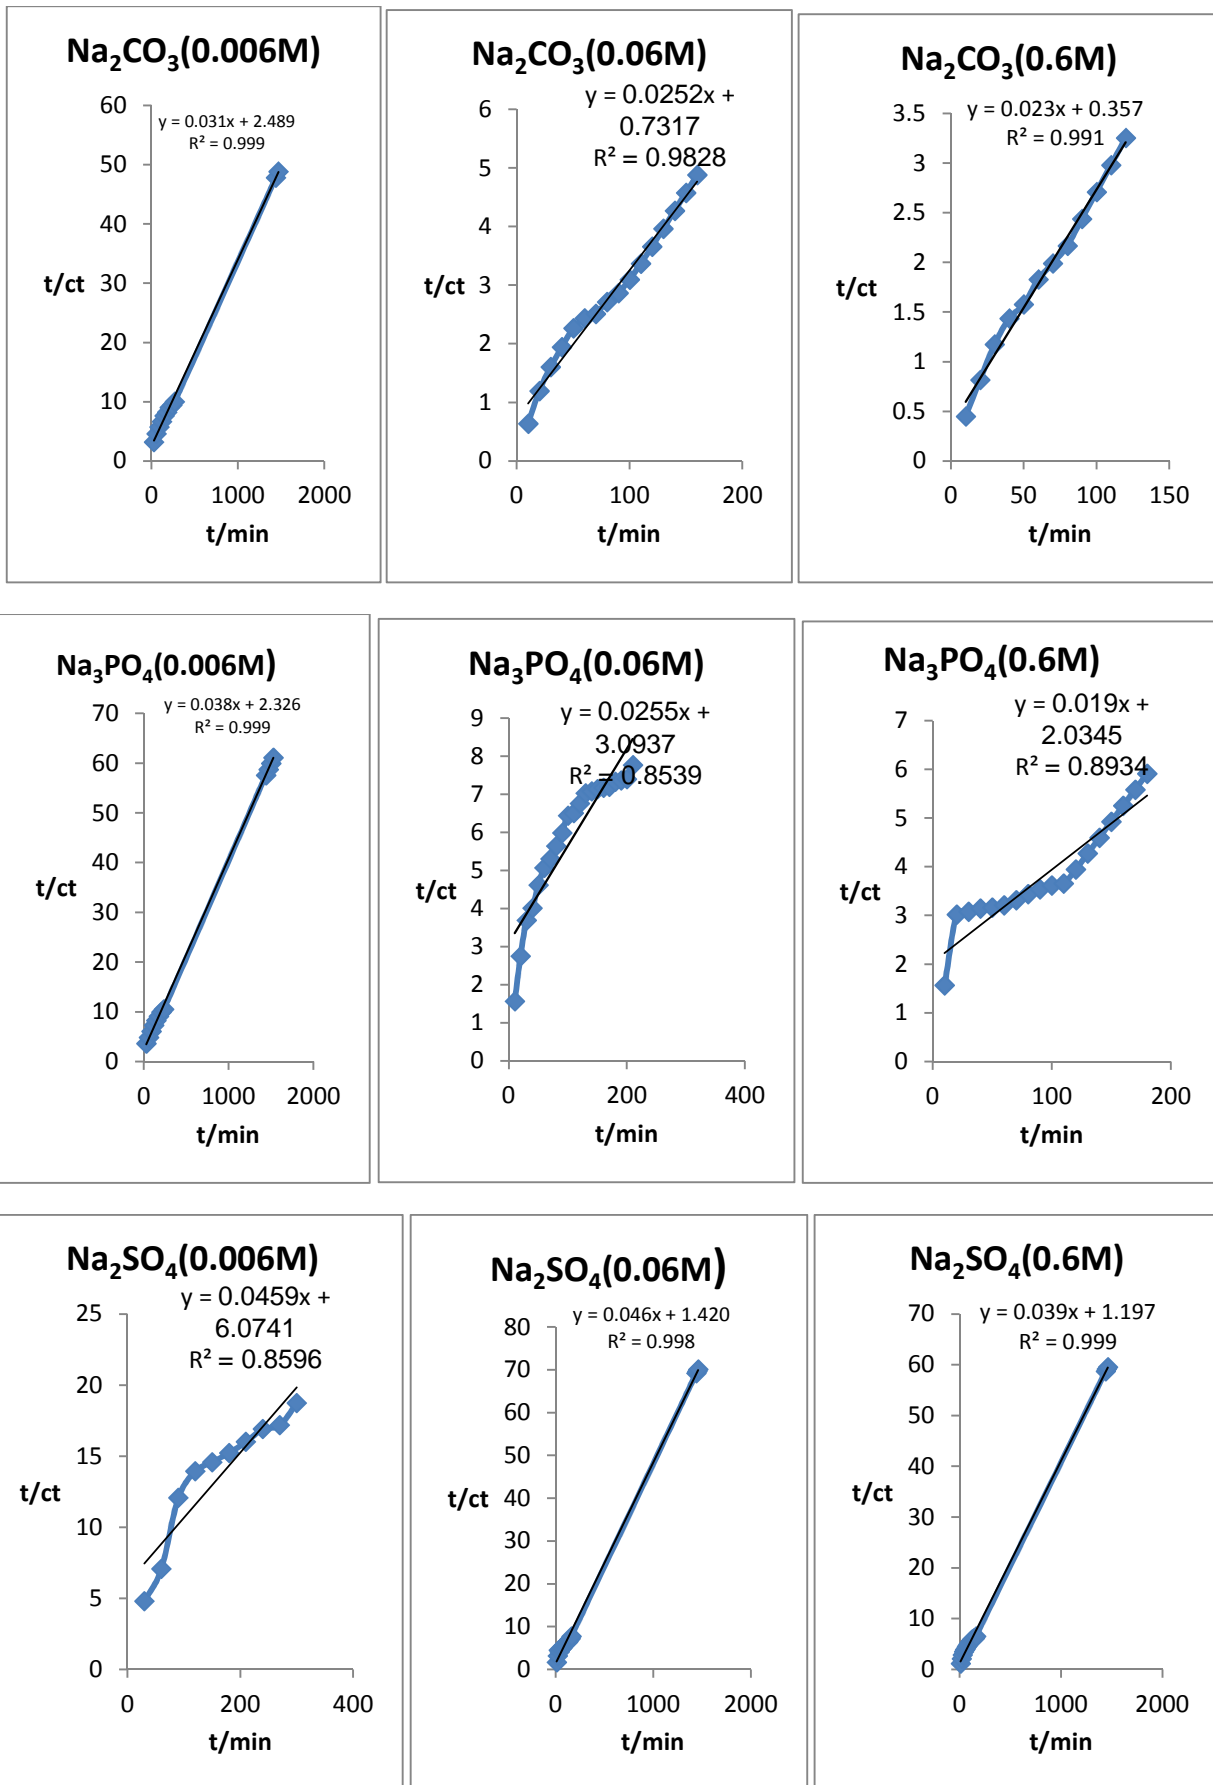 Na₂CO₃(0.006M)
y = 0.031x + 2.489
R² = 0.999
60
50
40
30
20
10
0
t/ct
0 1000 2000
t/min
Na₂CO₃(0.06M)
y = 0.0252x +
0.7317
R² = 0.9828
6
5
4
3
2
1
0
t/ct
0 100 200
t/min
Na₂CO₃(0.6M)
y = 0.023x + 0.357
R² = 0.991
3.5
3
2.5
2
1.5
1
0.5
0
t/ct
0 50 100 150
t/min
Na₃PO₄(0.006M)
y = 0.038x + 2.326
R² = 0.999
70
60
50
40
30
20
10
0
t/ct
0 1000 2000
t/min
Na₃PO₄(0.06M)
y = 0.0255x +
3.0937
R² = 0.8539
9
8
7
6
5
4
3
2
1
0
t/ct
0 200 400
t/min
Na₃PO₄(0.6M)
y = 0.019x +
2.0345
R² = 0.8934
7
6
5
4
3
2
1
0
t/ct
0 100 200
t/min
Na₂SO₄(0.006M)
y = 0.0459x +
6.0741
R² = 0.8596
25
20
15
10
5
0
t/ct
0 200 400
t/min
Na₂SO₄(0.06M)
y = 0.046x + 1.420
R² = 0.998
80
70
60
50
40
30
20
10
0
t/ct
0 1000 2000
t/min
Na₂SO₄(0.6M)
y = 0.039x + 1.197
R² = 0.999
70
60
50
40
30
20
10
0
t/ct
0 1000 2000
t/min